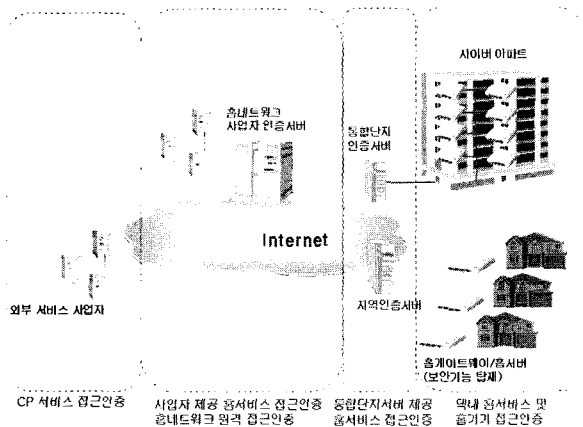 사이버 아파트
홈네트워크
사업자 인증서버
통합단지
인증서버
Internet
외부 서비스 사업자
지역인증서버
홈게이트웨이/홈서버
(보안기능 탑재)
CP 서비스 접근인증
사업자 제공 홈서비스 접근인증
홈네트워크 원격 접근인증
통합단지서버 제공
홈서비스 접근인증
댁내 홈서비스 및
홈기기 접근인증